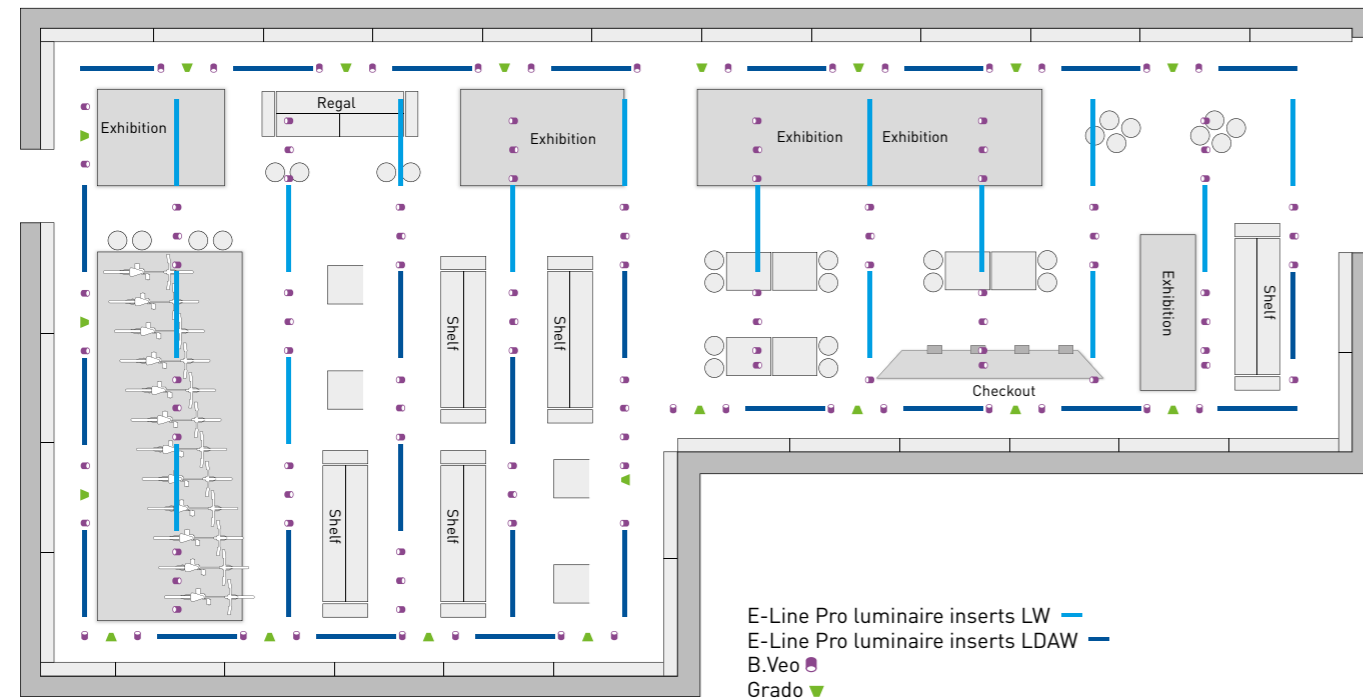 Regal
Exhibition
Exhibition
Exhibition
Exhibition
Exhibition
Shelf
Shelf
Shelf
Checkout
Shelf
Shelf
E-Line Pro luminaire inserts LW
E-Line Pro luminaire inserts LDAW
B.Veo
Grado